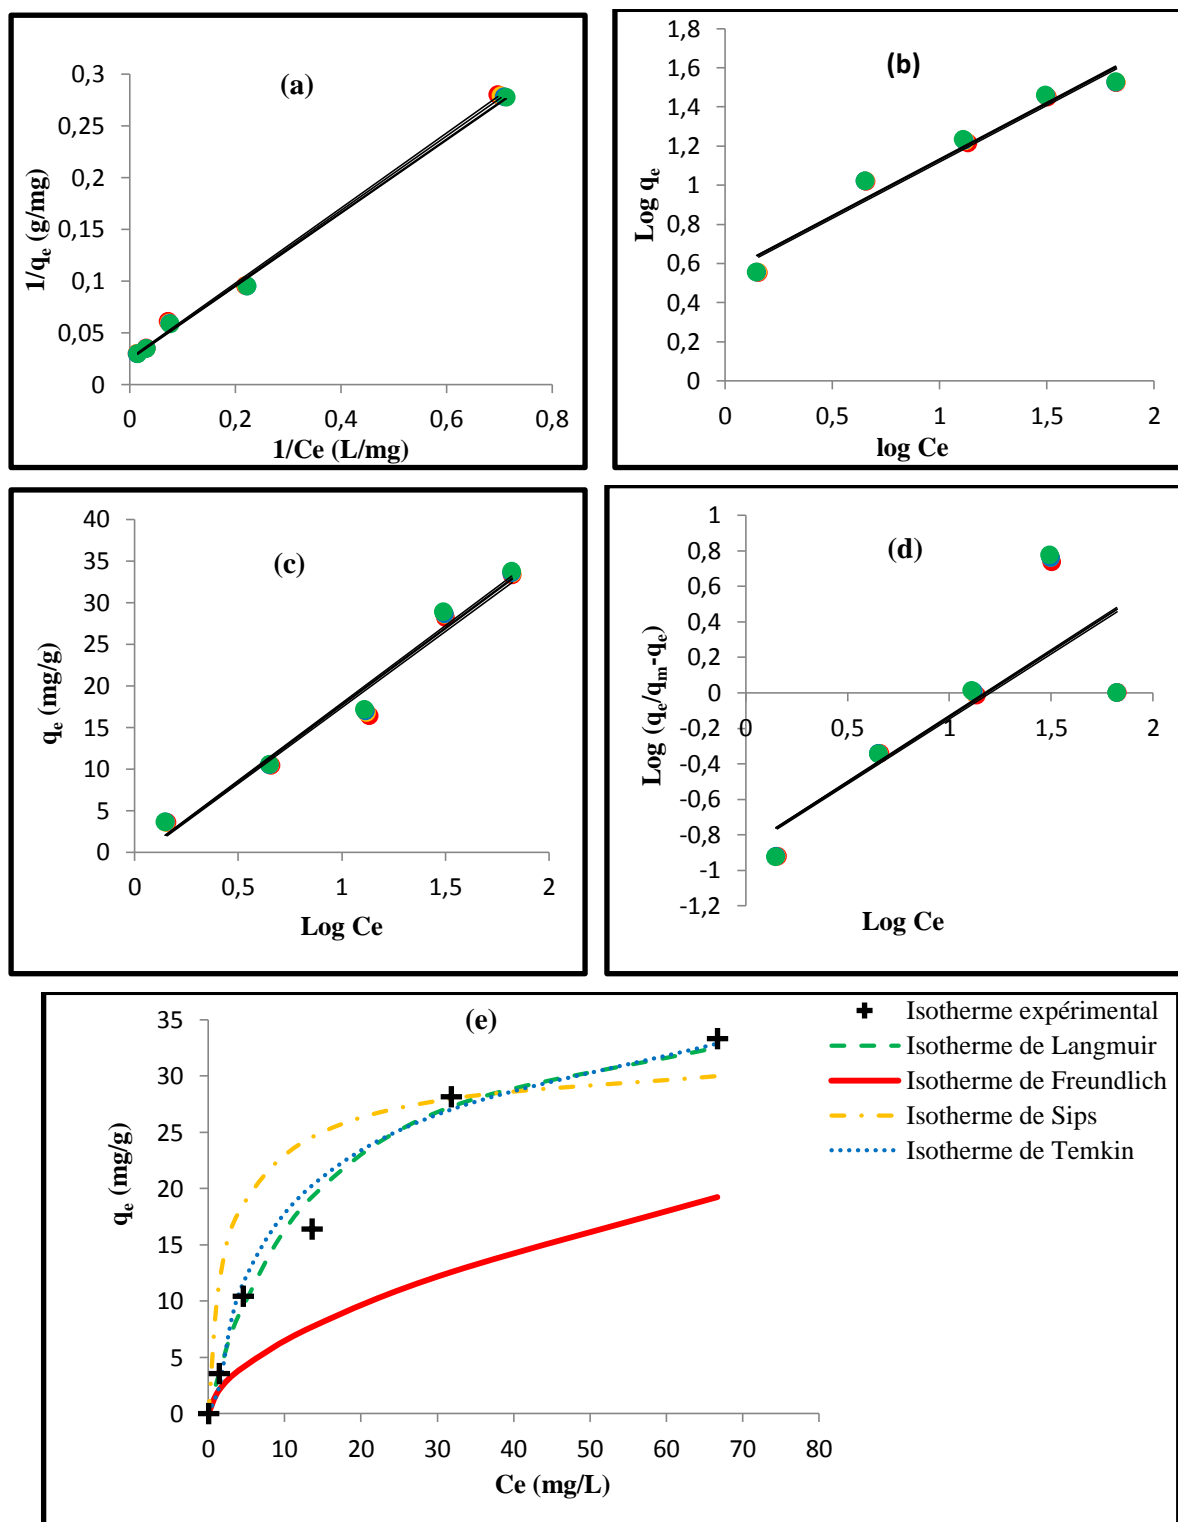 (a)
0,3
0,25
0,2
0,15
0,1
0,05
0
1/qe (g/mg)
0 0,2 0,4 0,6 0,8
1/Ce (L/mg)
(b)
1,8
1,6
1,4
1,2
1
0,8
0,6
0,4
0,2
0
Log qe
0 0,5 1 1,5 2
log Ce
(c)
40
35
30
25
20
15
10
5
0
qe (mg/g)
0 0,5 1 1,5 2
Log Ce
(d)
1
0,8
0,6
0,4
0,2
0
-0,2
-0,4
-0,6
-0,8
-1
-1,2
Log (qe/qm-qe)
0 0,5 1 1,5 2
Log Ce
(e)
35
30
25
20
15
10
5
0
qe (mg/g)
0 10 20 30 40 50 60 70 80
Ce (mg/L)
Isotherme expérimental
Isotherme de Langmuir
Isotherme de Freundlich
Isotherme de Sips
Isotherme de Temkin